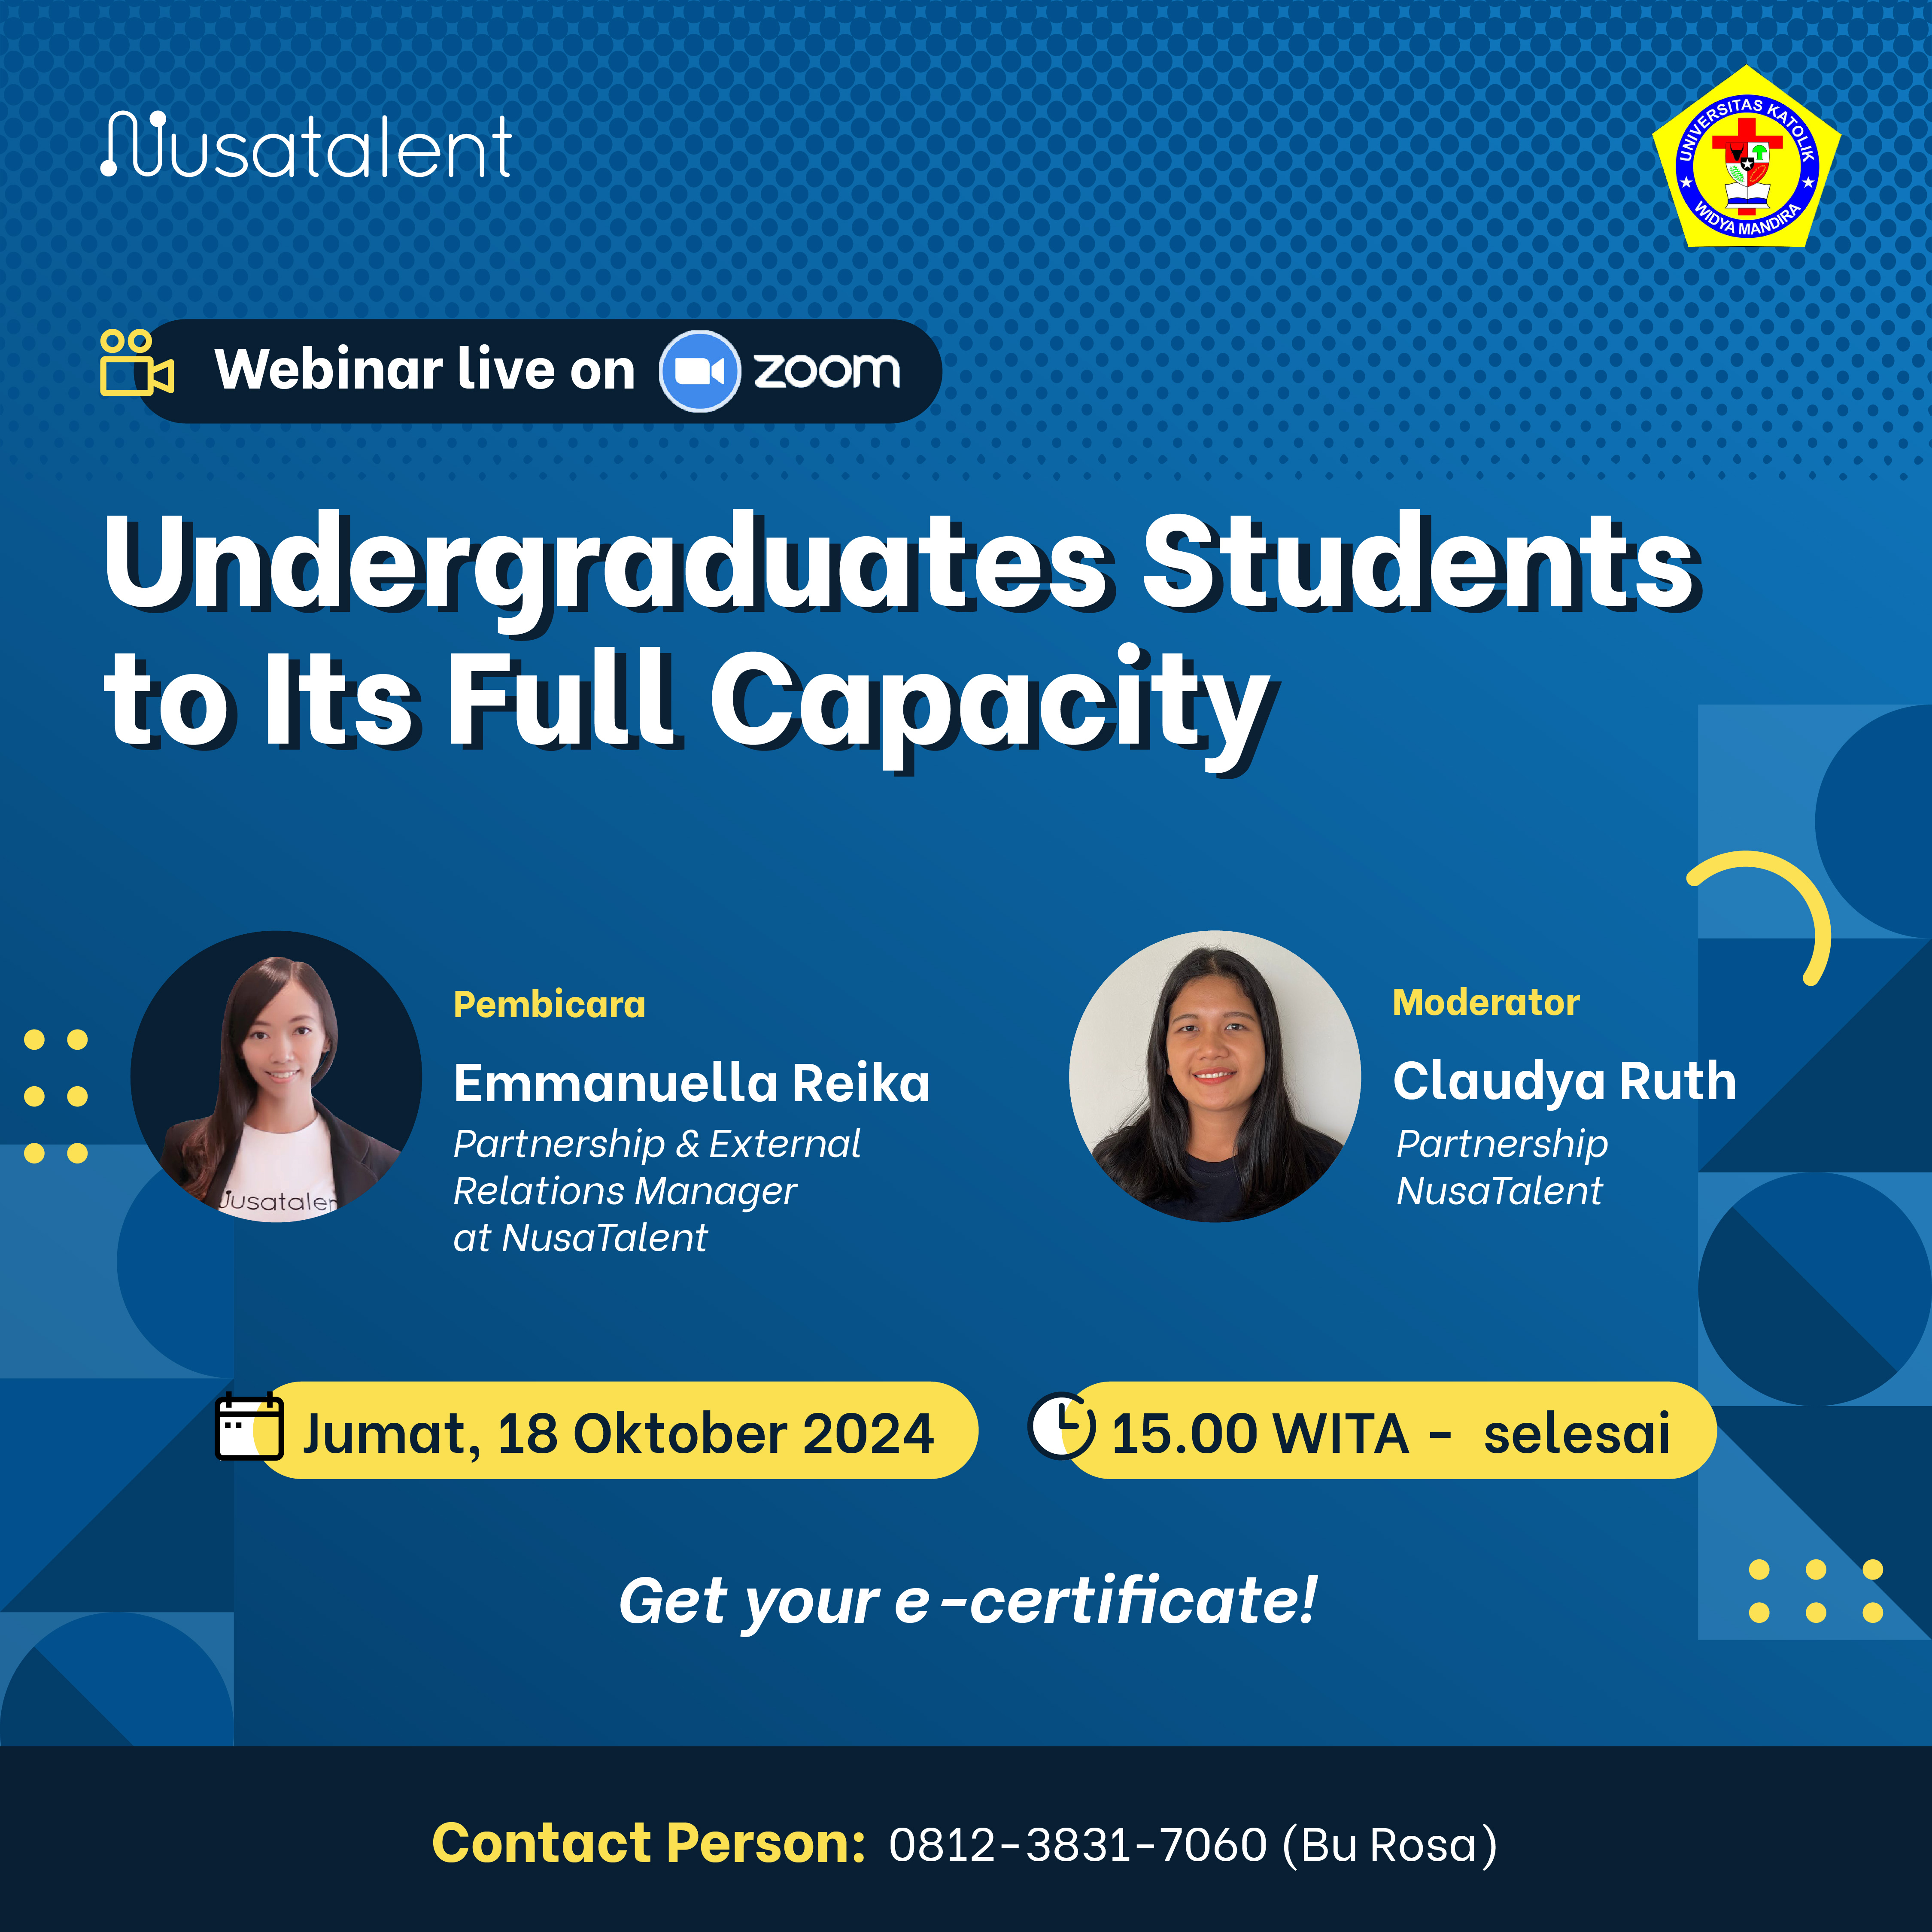 Nusatalent
UNIVERSITAS KATOLIK
WIDYA MANDIRA
Webinar live on zoom
Undergraduates Students
to Its Full Capacity
Pembicara
Emmanuella Reika
Partnership & External
Relations Manager
at NusaTalent
Nusatalen
Moderator
Claudya Ruth
Partnership
NusaTalent
Jumat, 18 Oktober 2024
15.00 WITA - selesai
Get your e-certificate!
Contact Person: 0812-3831-7060 (Bu Rosa)